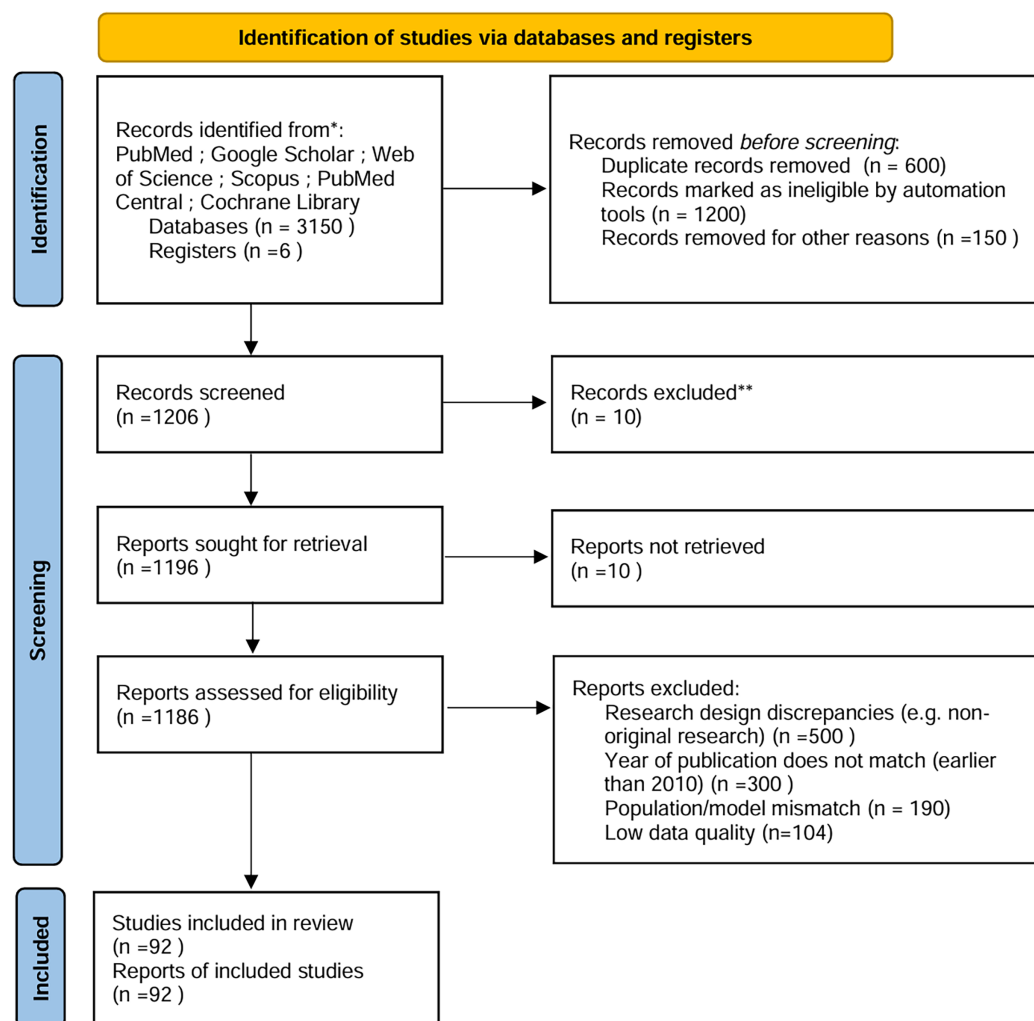 Identification of studies via databases and registers
Identification
Records identified from*:
PubMed ; Google Scholar ; Web
of Science ; Scopus ; PubMed
Central ; Cochrane Library
Databases (n = 3150 )
Registers (n =6 )
Records removed before screening:
Duplicate records removed (n = 600)
Records marked as ineligible by automation
tools (n = 1200)
Records removed for other reasons (n =150 )
Screening
Records screened
(n =1206 )
Records excluded**
(n = 10)
Reports sought for retrieval
(n =1196 )
Reports not retrieved
(n =10 )
Reports assessed for eligibility
(n =1186 )
Reports excluded:
Research design discrepancies (e.g. non-
original research) (n =500 )
Year of publication does not match (earlier
than 2010) (n =300 )
Population/model mismatch (n = 190)
Low data quality (n=104)
Included
Studies included in review
(n =92 )
Reports of included studies
(n =92 )